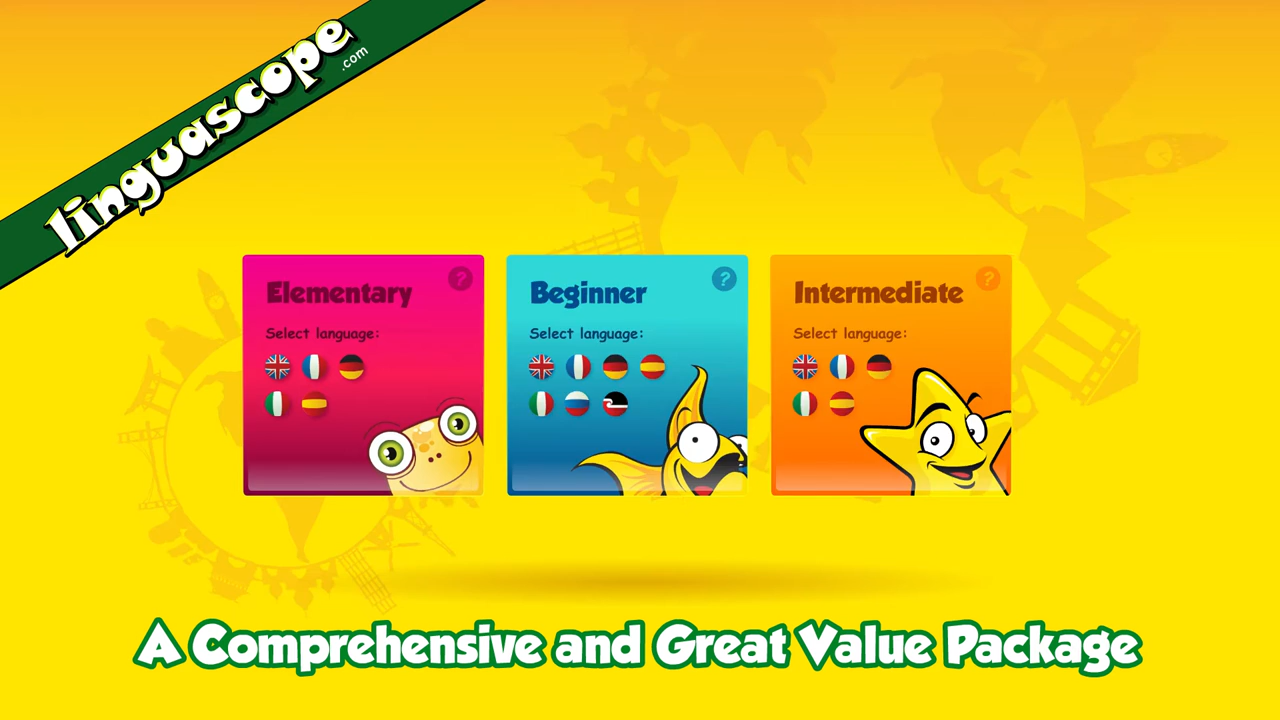 linguascope
.com
Elementary
?
Select language:
Beginner
?
Select language:
Intermediate
?
Select language:
A Comprehensive and Great Value Package